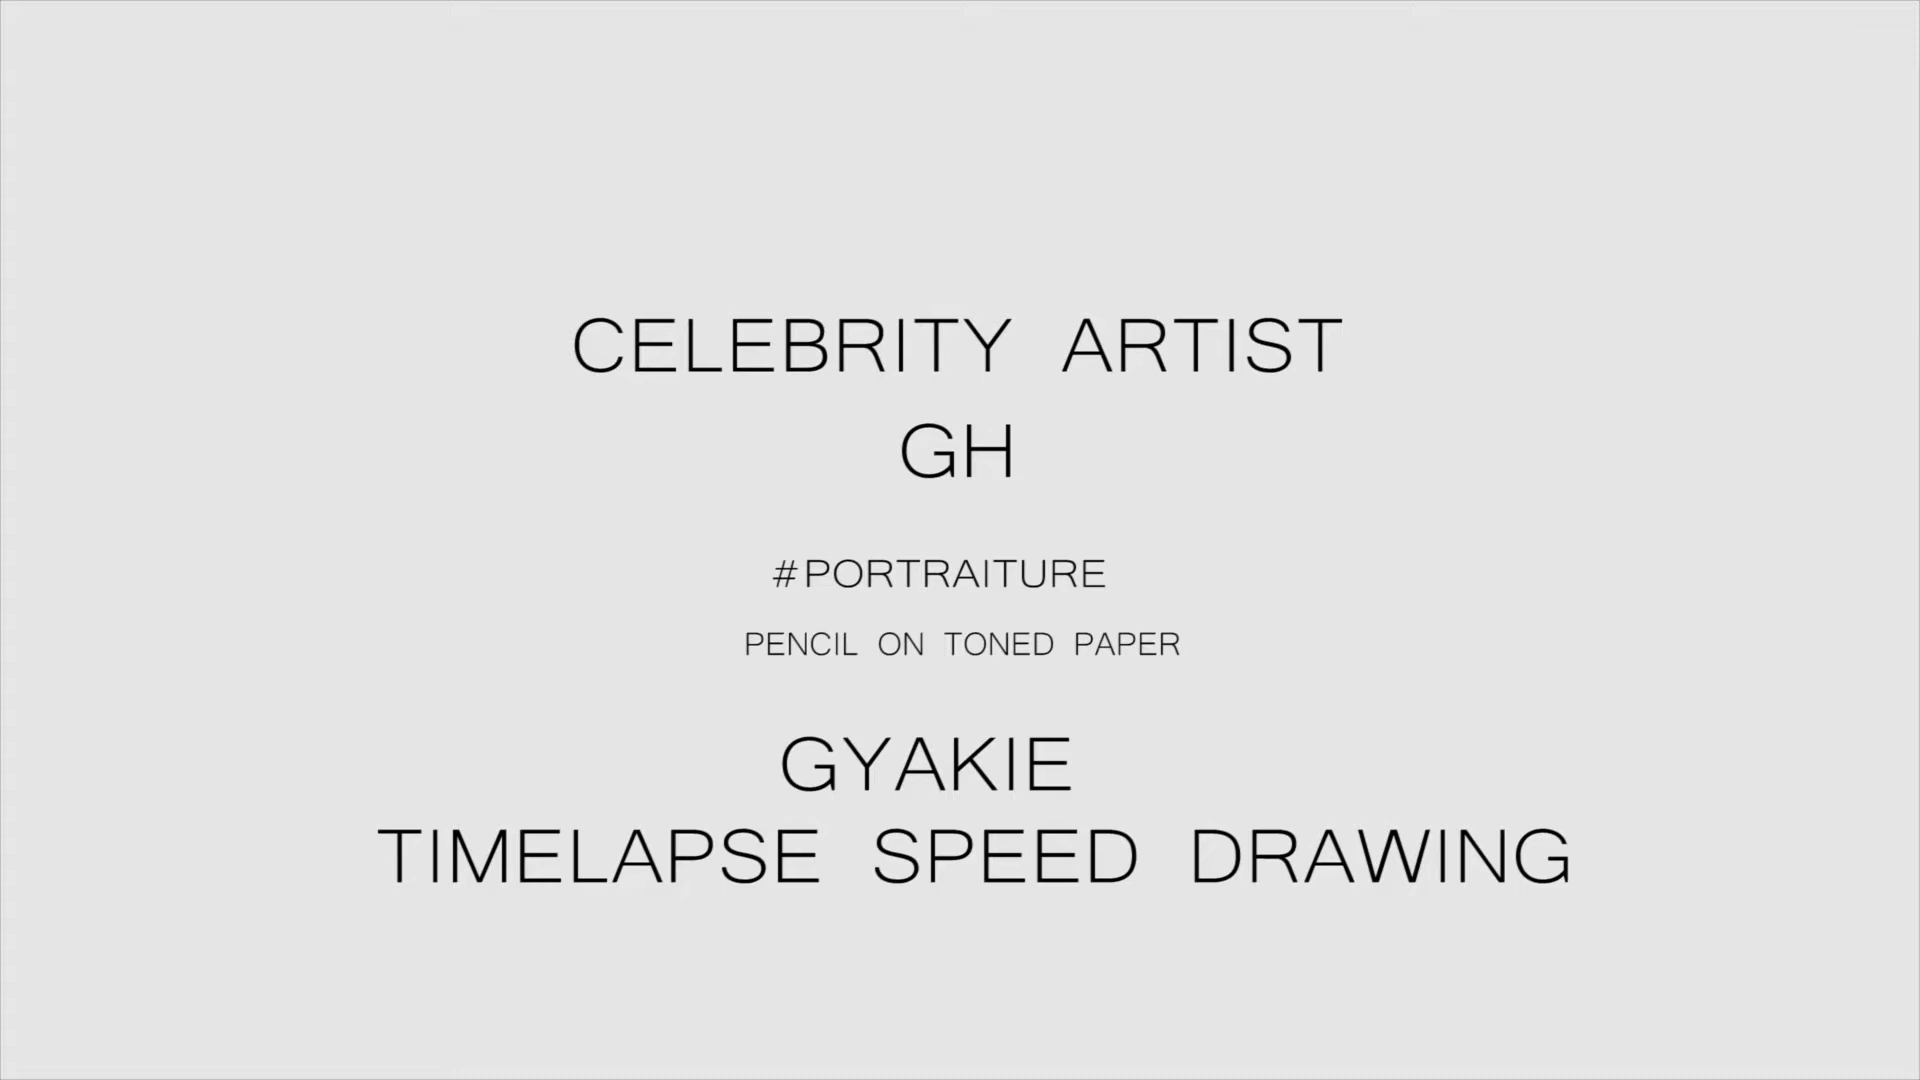 CELEBRITY ARTIST
GH
#PORTRAITURE
PENCIL ON TONED PAPER
GYAKIE
TIMELAPSE SPEED DRAWING